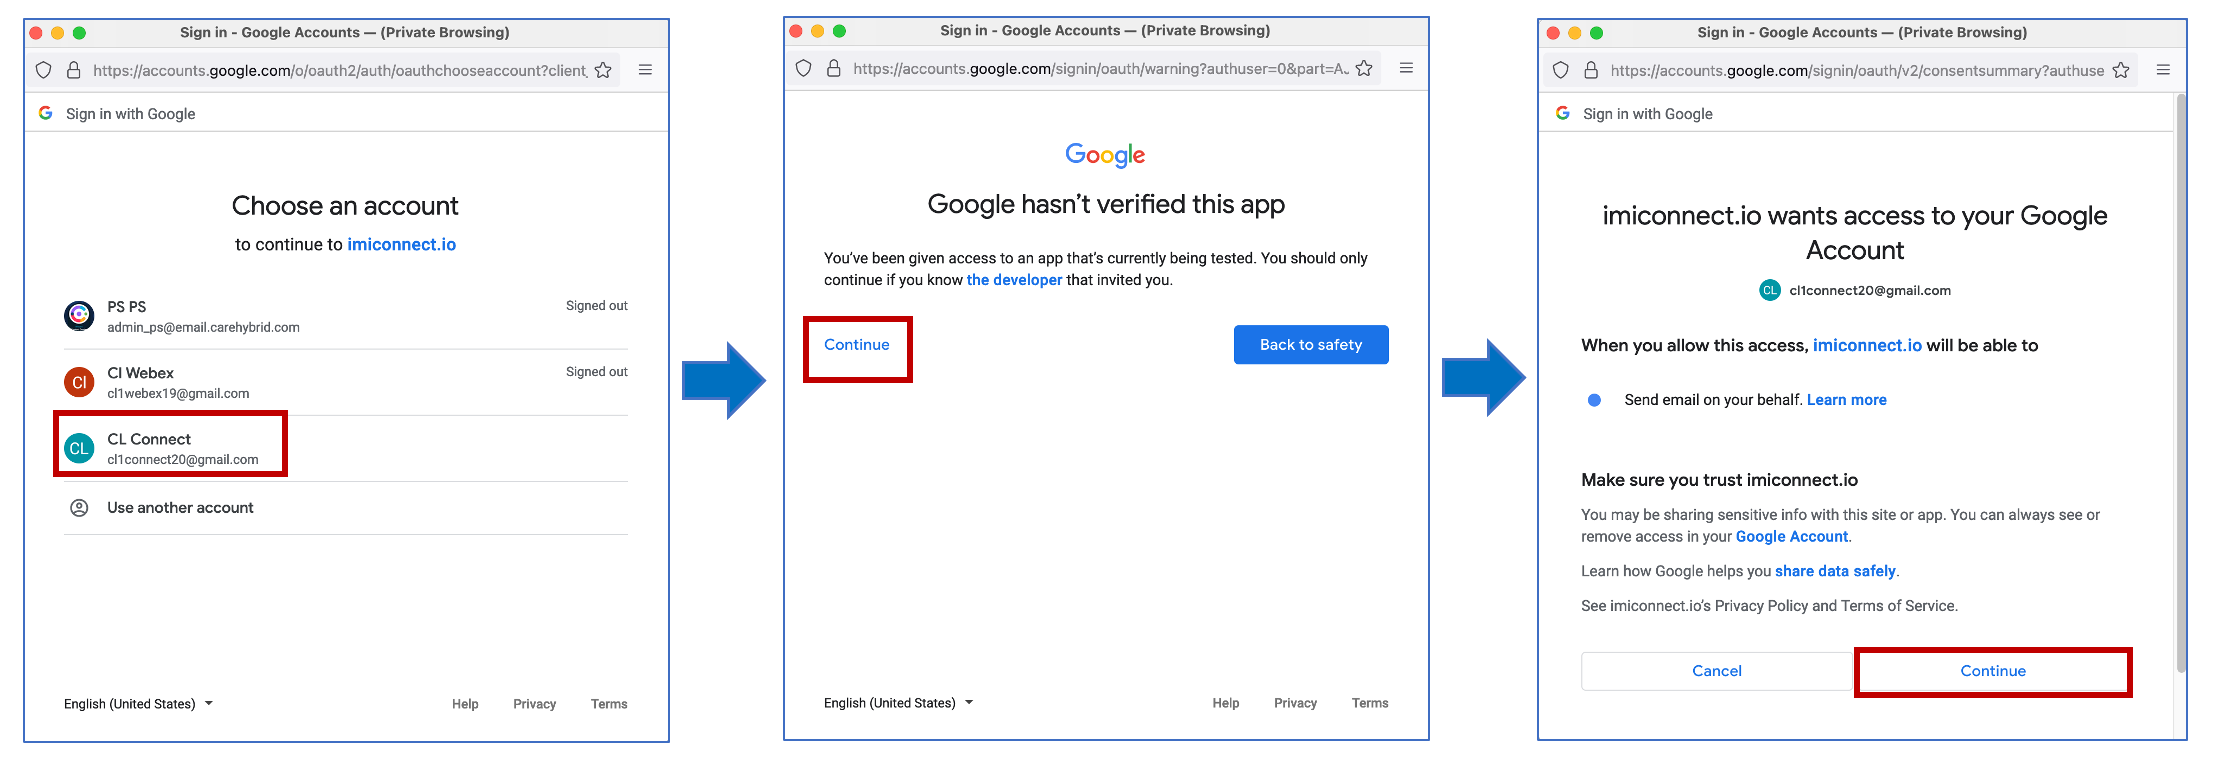 Sign in - Google Accounts — (Private Browsing)
https://accounts.google.com/o/oauth2/auth/oauthchooseaccount?client_
Sign in with Google
Choose an account
to continue to imiconnect.io
PS PS
Signed out
admin_ps@email.carehybrid.com
CI
CI Webex
Signed out
cl1webex19@gmail.com
CL
CL Connect
cl1connect20@gmail.com
Use another account
English (United States)
Help
Privacy
Terms
Sign in - Google Accounts — (Private Browsing)
https://accounts.google.com/signin/oauth/warning?authuser=0&part=AJ
Google
Google hasn't verified this app
You've been given access to an app that's currently being tested. You should only
continue if you know the developer that invited you.
Continue
Back to safety
English (United States)
Help
Privacy
Terms
Sign in - Google Accounts — (Private Browsing)
https://accounts.google.com/signin/oauth/v2/consentsummary?authuse
Sign in with Google
imiconnect.io wants access to your Google
Account
CL
cl1connect20@gmail.com
When you allow this access, imiconnect.io will be able to
Send email on your behalf. Learn more
Make sure you trust imiconnect.io
You may be sharing sensitive info with this site or app. You can always see or
remove access in your Google Account.
Learn how Google helps you share data safely.
See imiconnect.io's Privacy Policy and Terms of Service.
Cancel
Continue